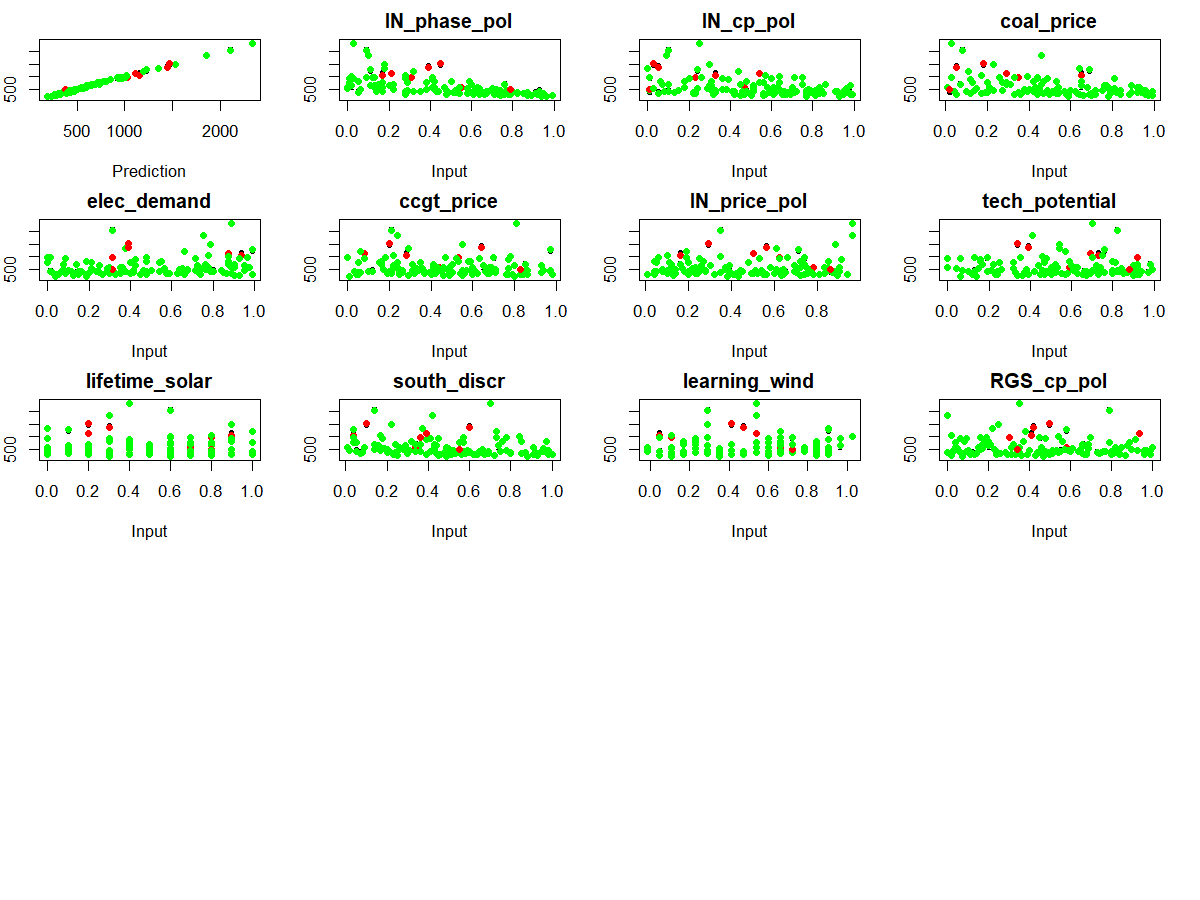 IN_phase_pol IN_cp_pol coal_price
500 500 500 500
500 1000 2000 0.0 0.2 0.4 0.6 0.8 1.0 0.0 0.2 0.4 0.6 0.8 1.0 0.0 0.2 0.4 0.6 0.8 1.0
Prediction Input Input Input
elec_demand ccgt_price IN_price_pol tech_potential
500 500 500 500
0.0 0.2 0.4 0.6 0.8 1.0 0.0 0.2 0.4 0.6 0.8 1.0 0.0 0.2 0.4 0.6 0.8 0.0 0.2 0.4 0.6 0.8 1.0
Input Input Input Input
lifetime_solar south_discr learning_wind RGS_cp_pol
500 500 500 500
0.0 0.2 0.4 0.6 0.8 1.0 0.0 0.2 0.4 0.6 0.8 1.0 0.0 0.2 0.4 0.6 0.8 1.0 0.0 0.2 0.4 0.6 0.8 1.0
Input Input Input Input